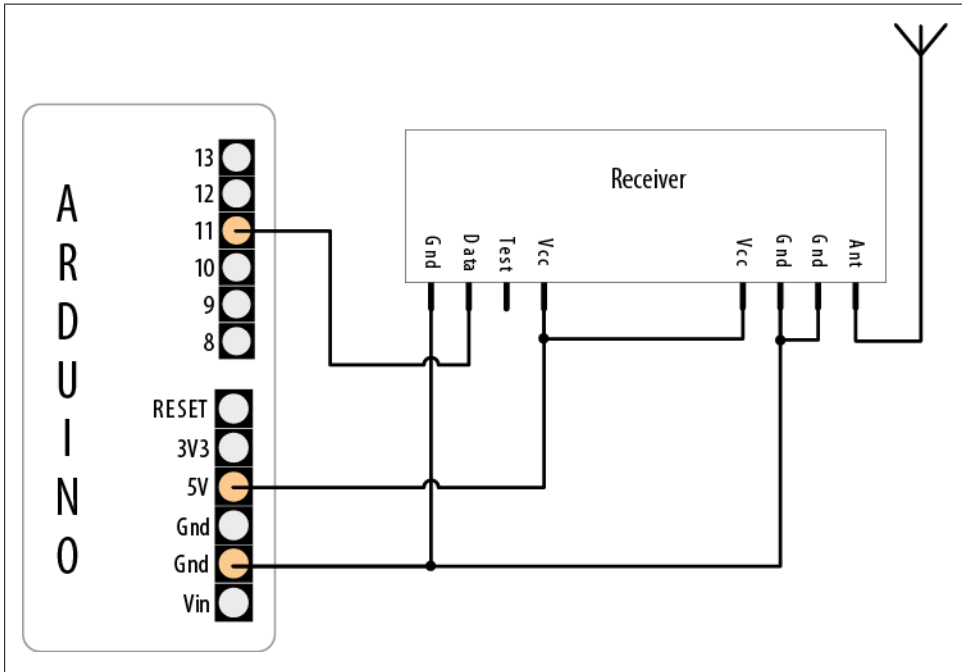 ARDUINO
13
12
11
10
9
8
RESET
3V3
5V
Gnd
Gnd
Vin
Receiver
Gnd
Data
Test
Vcc
Vcc
Gnd
Gnd
Ant